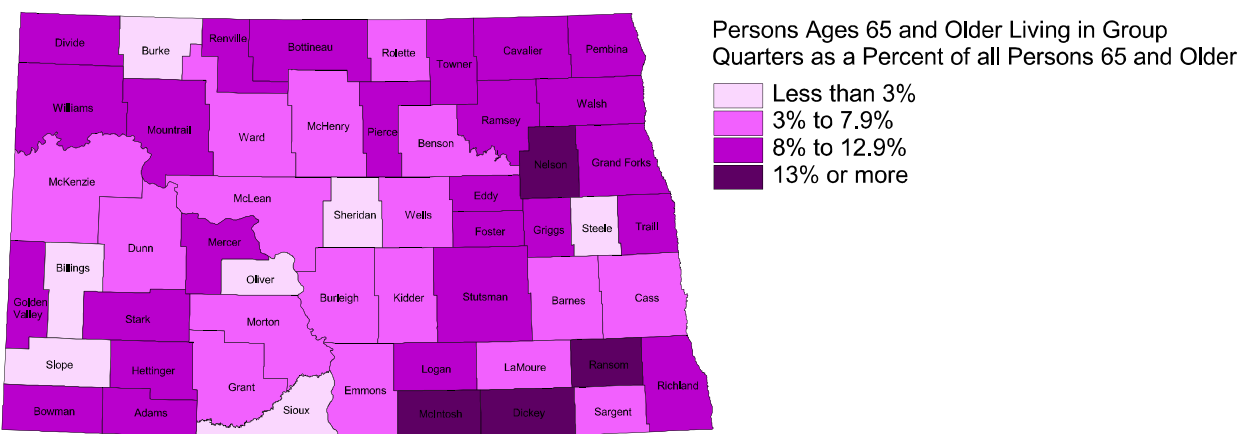 Persons Ages 65 and Older Living in Group
Quarters as a Percent of all Persons 65 and Older
Less than 3%
3% to 7.9%
8% to 12.9%
13% or more
Divide
Burke
Renville
Bottineau
Rolette
Towner
Cavalier
Pembina
Williams
Mountrail
Ward
McHenry
Pierce
Benson
Ramsey
Walsh
Nelson
Grand Forks
McKenzie
McLean
Sheridan
Wells
Eddy
Foster
Griggs
Steele
Traill
Dunn
Mercer
Billings
Oliver
Golden
Valley
Stark
Morton
Burleigh
Kidder
Stutsman
Barnes
Cass
Slope
Hettinger
Grant
Emmons
Logan
LaMoure
Ransom
Richland
Bowman
Adams
Sioux
McIntosh
Dickey
Sargent